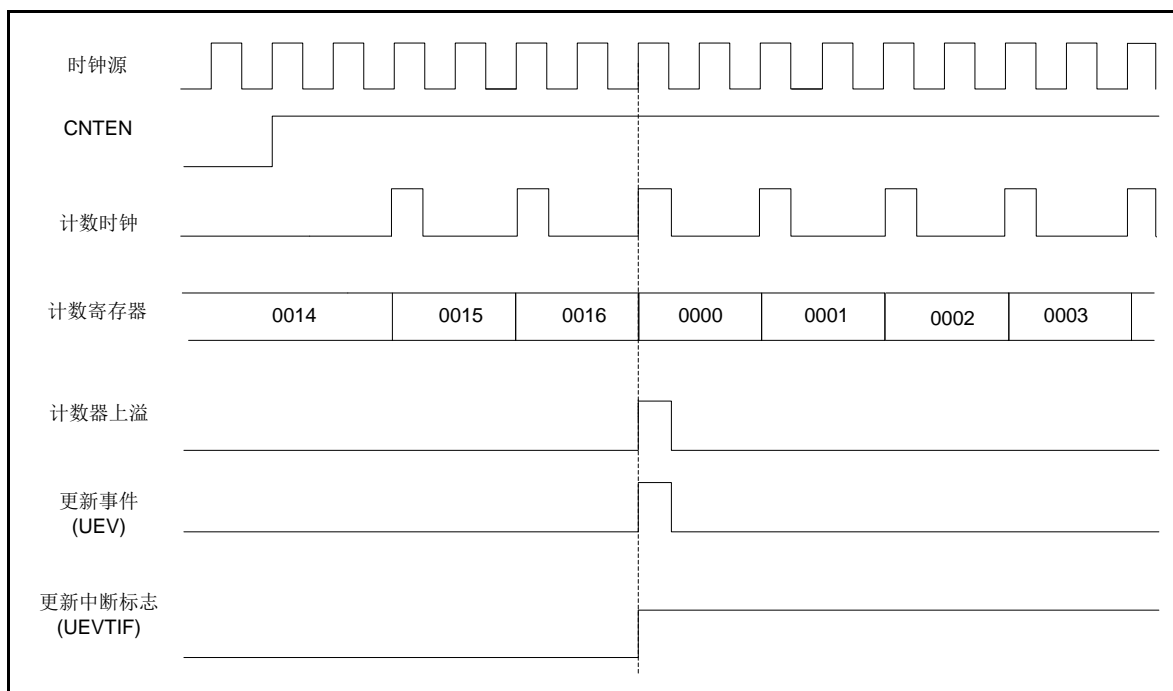 时钟源
CNTEN
计数时钟
计数寄存器
0014
0015
0016
0000
0001
0002
0003
计数器上溢
更新事件
(UEV)
更新中断标志
(UEVTIF)